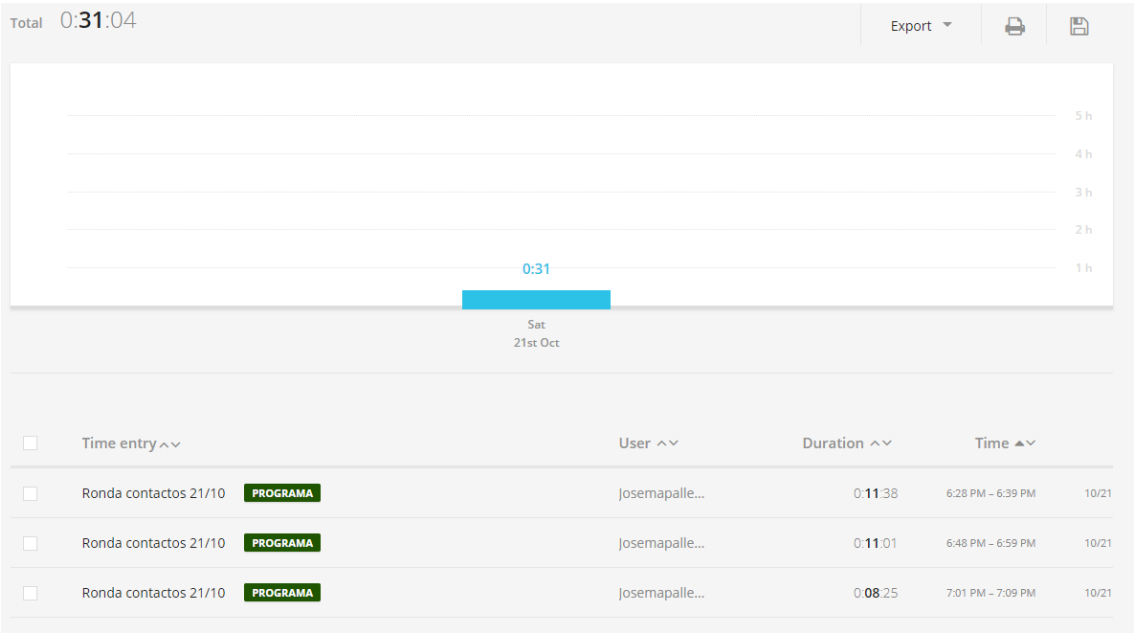 Total 0:31:04 Export
5 h
4 h
3 h
2 h
1 h
0:31
Sat
21st Oct
Time entry User Duration Time
Ronda contactos 21/10 PROGRAMA Josemapalle... 0:11:38 6:28 PM – 6:39 PM 10/21
Ronda contactos 21/10 PROGRAMA Josemapalle... 0:11:01 6:48 PM – 6:59 PM 10/21
Ronda contactos 21/10 PROGRAMA Josemapalle... 0:08:25 7:01 PM – 7:09 PM 10/21